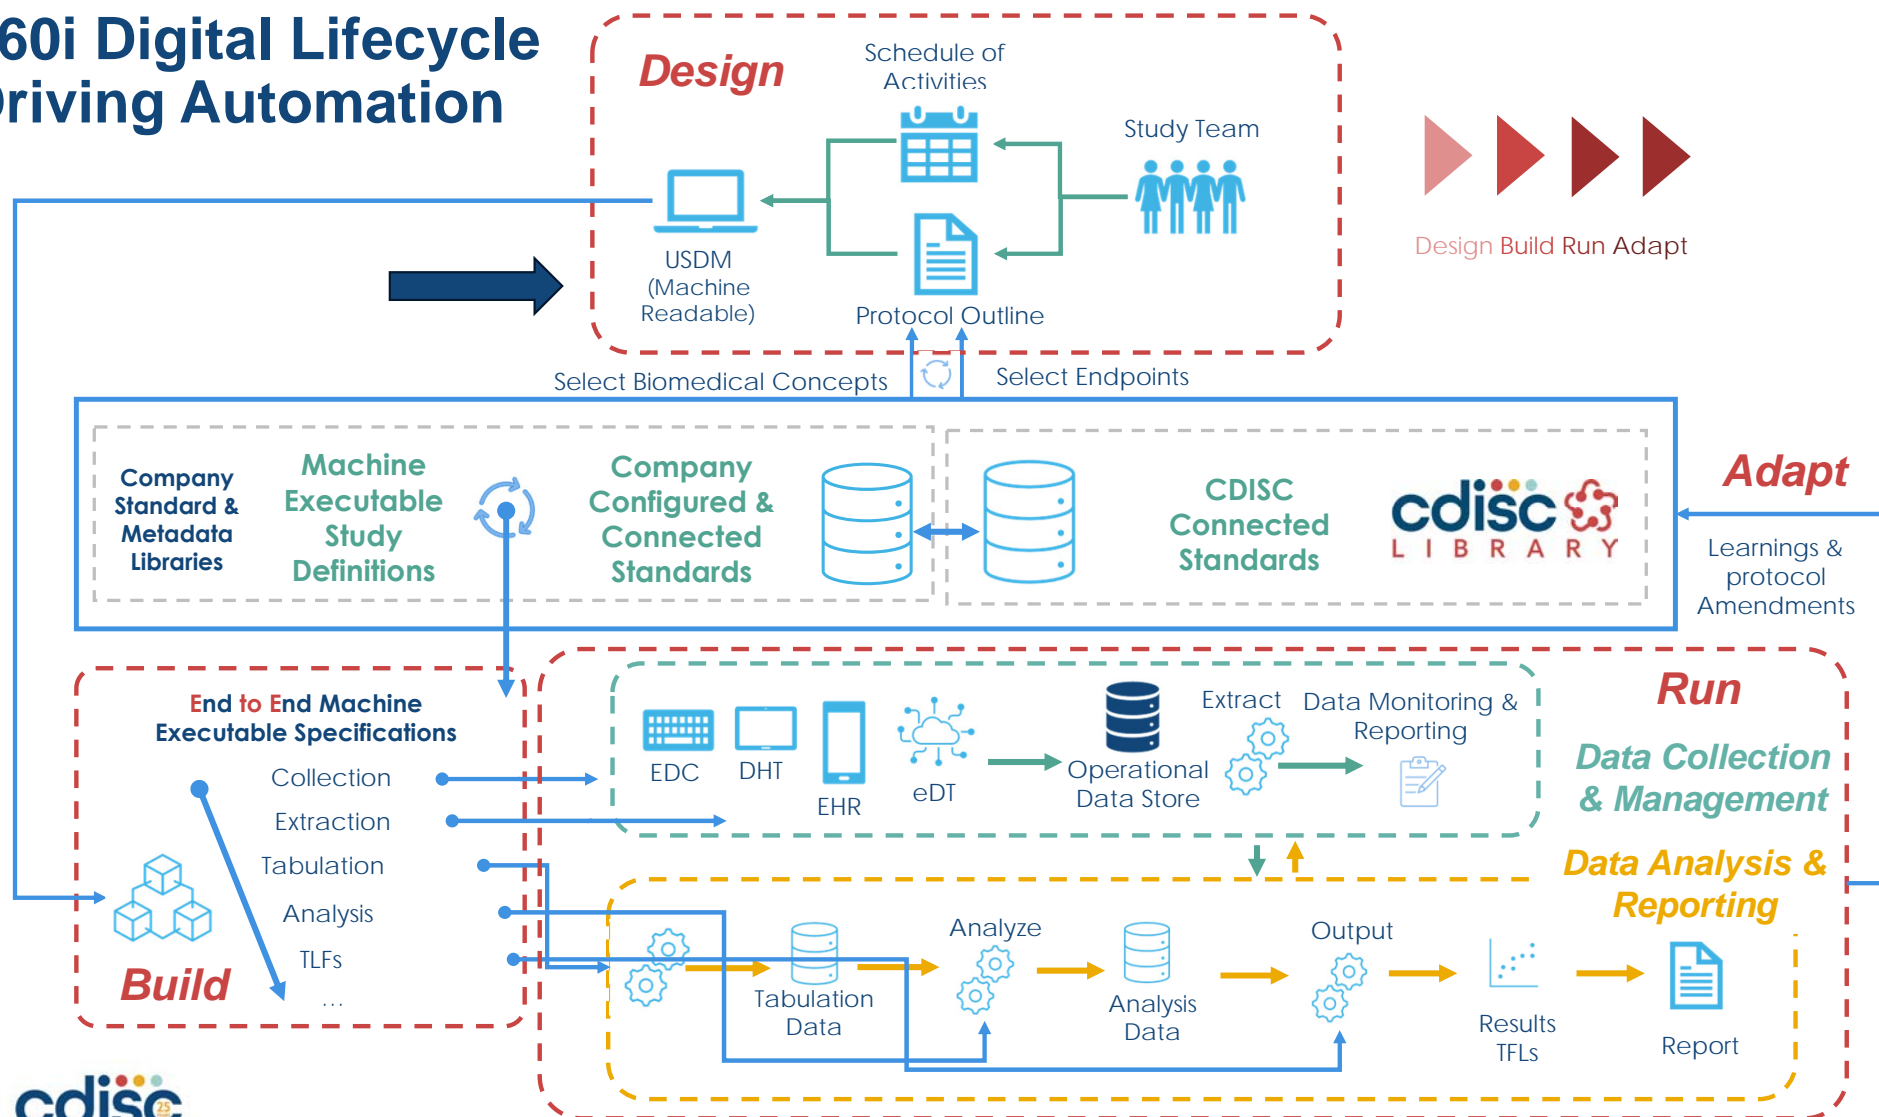 60i Digital Lifecycle
Driving Automation
Design
Schedule of
Activities
Study Team
USDM
(Machine
Readable)
Protocol Outline
Design Build Run Adapt
Select Biomedical Concepts
Select Endpoints
Company
Standard &
Metadata
Libraries
Machine
Executable
Study
Definitions
Company
Configured &
Connected
Standards
CDISC
Connected
Standards
cdisc
LIBRARY
Adapt
Learnings &
protocol
Amendments
End to End Machine
Executable Specifications
Collection
Extraction
Tabulation
Analysis
TLFs
...
Build
EDC
DHT
EHR
eDT
Operational
Data Store
Extract
Data Monitoring &
Reporting
Run
Data Collection
& Management
Data Analysis &
Reporting
Tabulation
Data
Analyze
Analysis
Data
Output
Results
TFLs
Report
cdisc
25